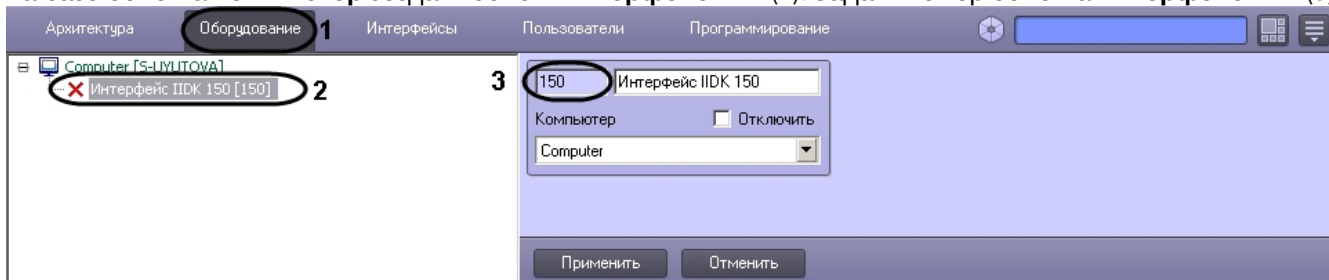 Архитектура Оборудование 1 Интерфейсы Пользователи Программирование
Computer [S-UYUTOVA]
Интерфейс IIDK 150 [150] 2
3 150 Интерфейс IIDK 150
Компьютер Отключить
Computer
Применить Отменить